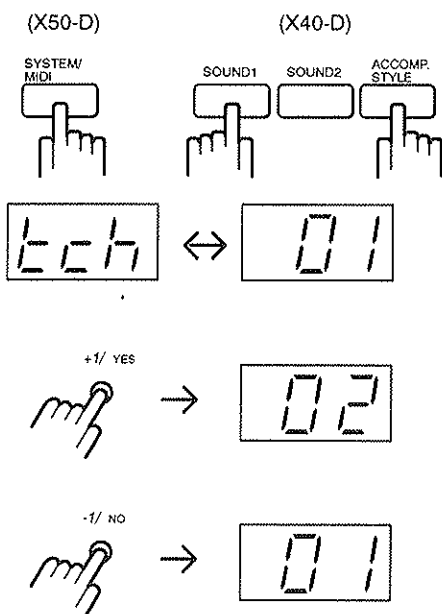 (X50-D) (X40-D)
SYSTEM/
MIDI
SOUND1 SOUND2 ACCOMP.
STYLE
tch 01
+1/ YES
02
-1/ NO
01